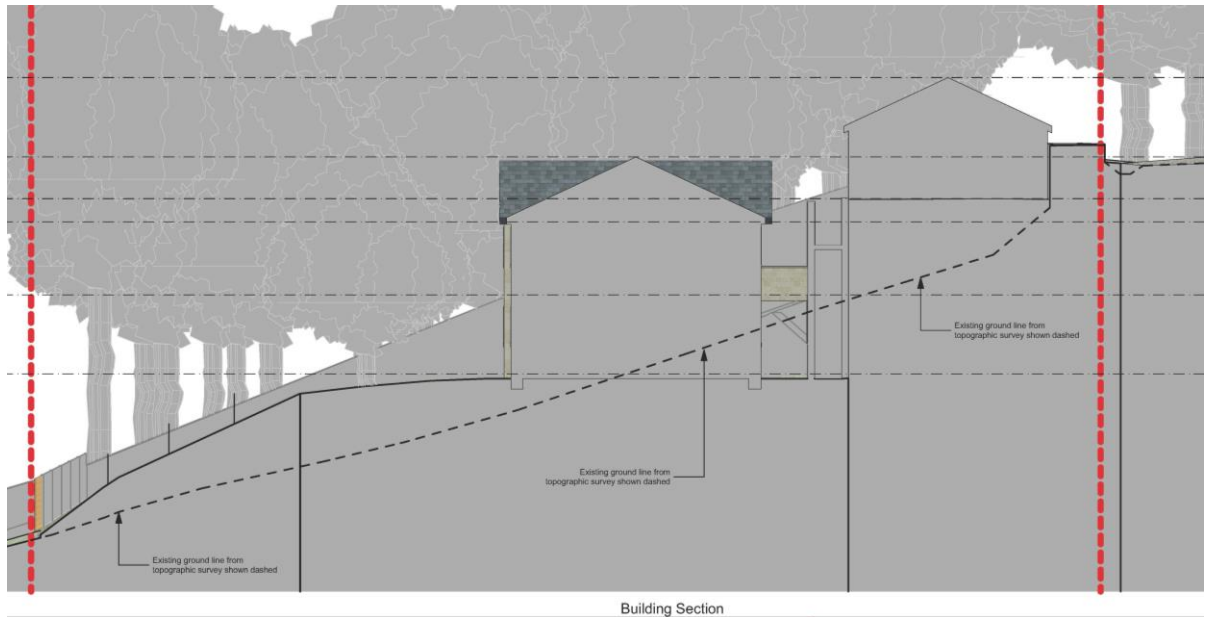 Existing ground line from
topographic survey shown dashed
Existing ground line from
topographic survey shown dashed
Existing ground line from
topographic survey shown dashed
Building Section